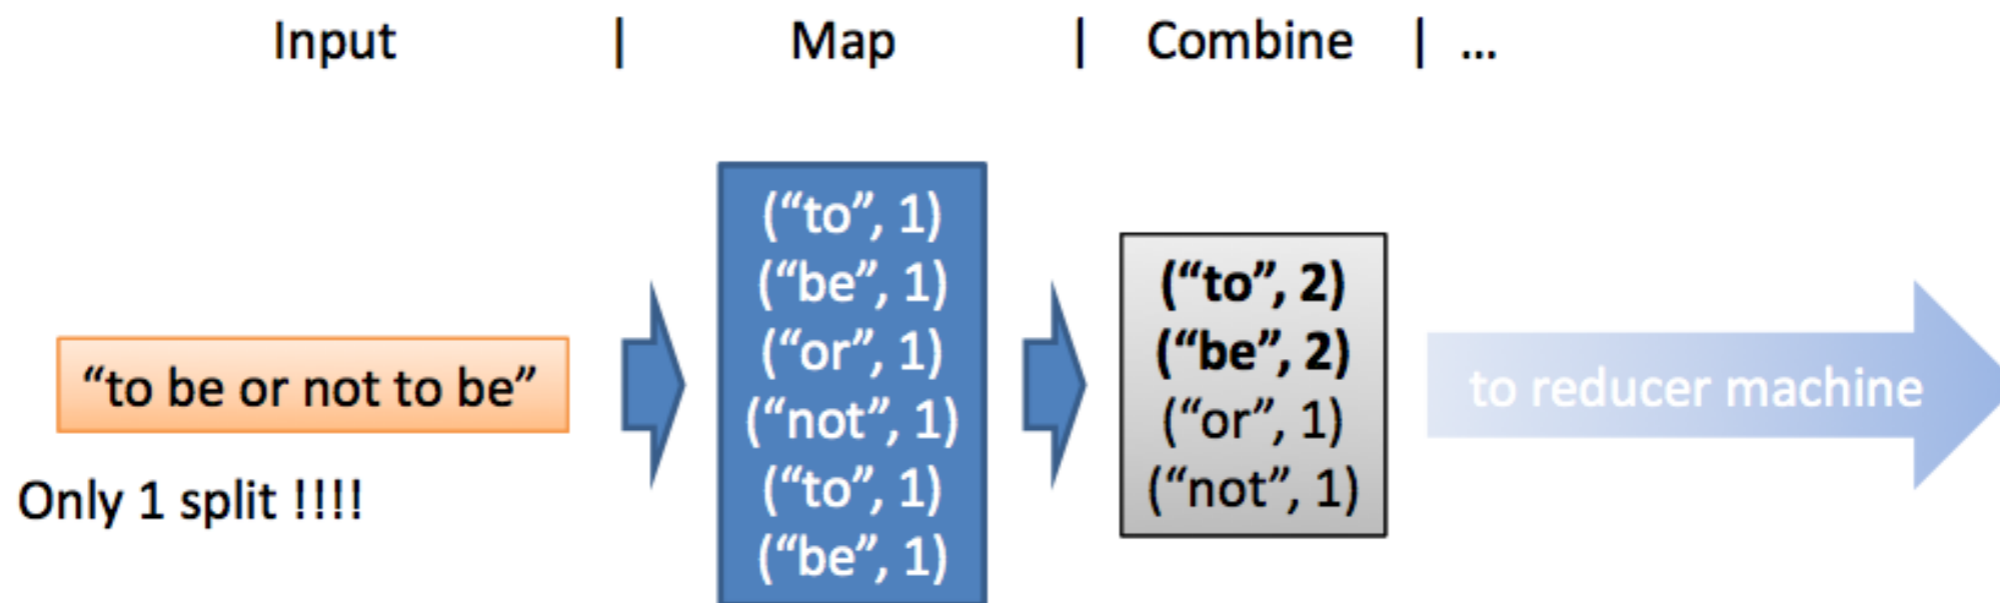 Input | Map | Combine | ...
“to be or not to be”
Only 1 split !!!!
(“to”, 1)
(“be”, 1)
(“or”, 1)
(“not”, 1)
(“to”, 1)
(“be”, 1)
(“to”, 2)
(“be”, 2)
(“or”, 1)
(“not”, 1)
to reducer machine